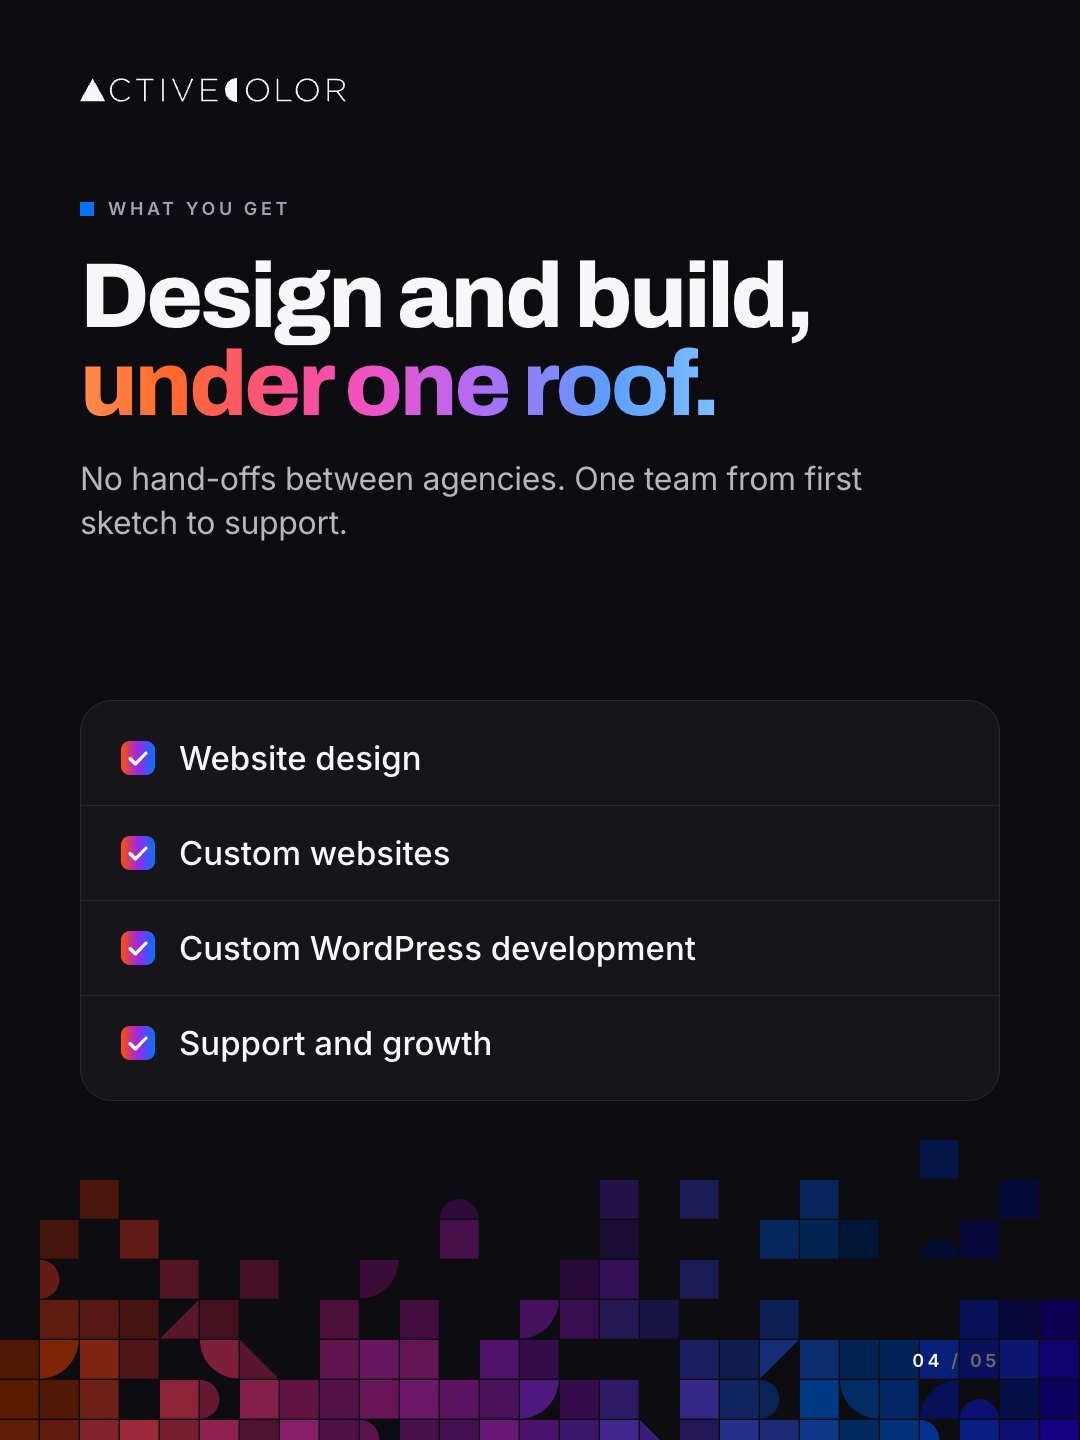 ACTIVECOLOR
WHAT YOU GET
Design and build,
under one roof.
No hand-offs between agencies. One team from first
sketch to support.
Website design
Custom websites
Custom WordPress development
Support and growth
04 / 05